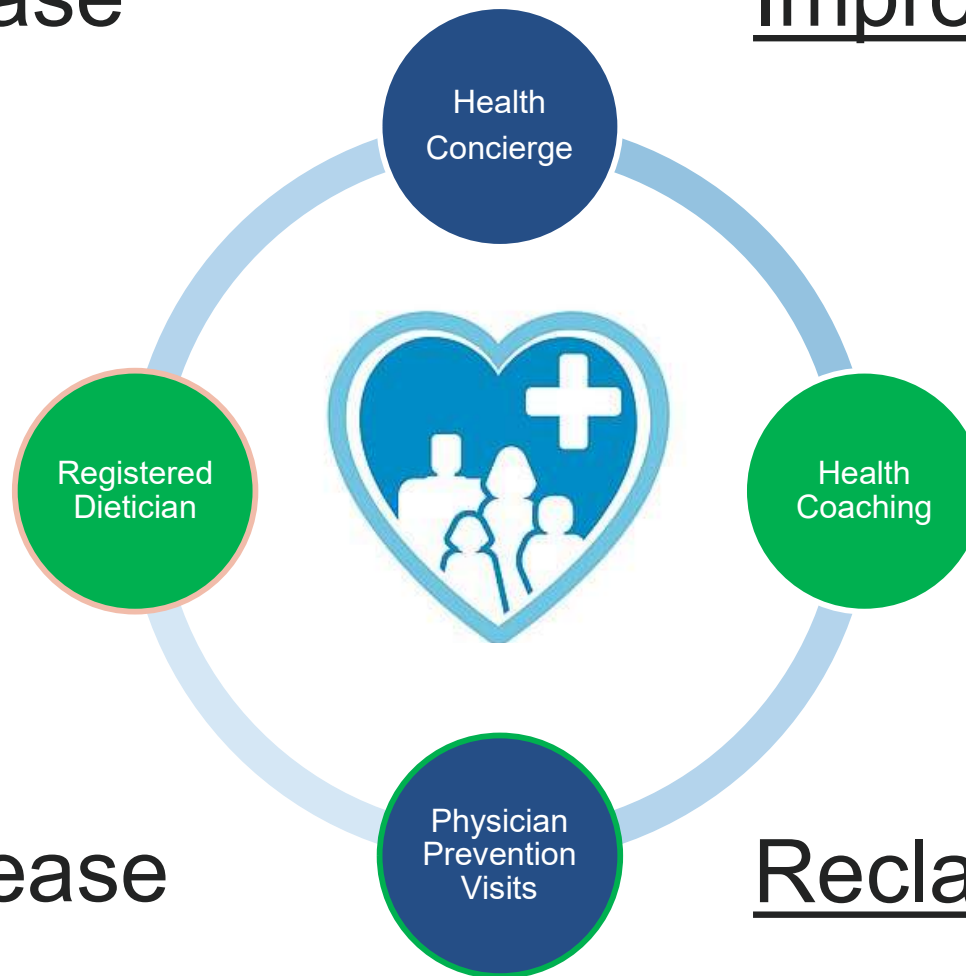 Health
Concierge
Registered
Dietician
Health
Coaching
Physician
Prevention
Visits